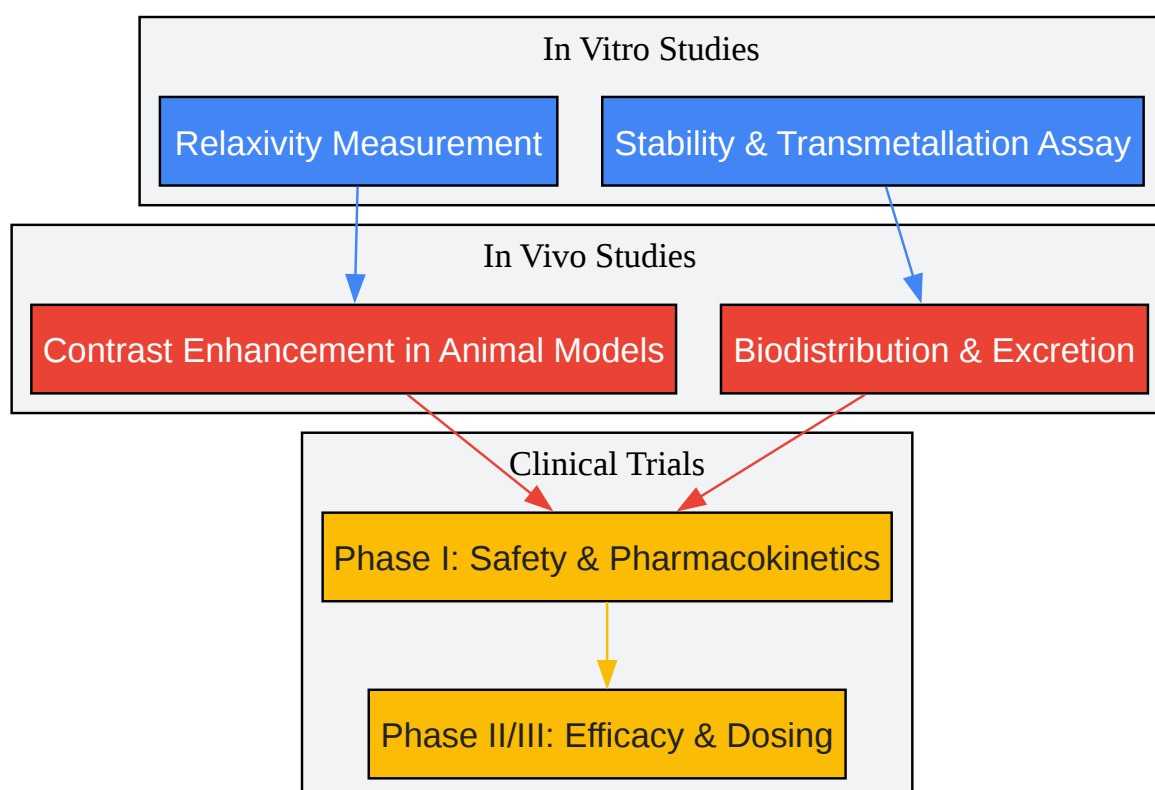 In Vitro Studies
Relaxivity Measurement
Stability & Transmetallation Assay
In Vivo Studies
Contrast Enhancement in Animal Models
Biodistribution & Excretion
Clinical Trials
Phase I: Safety & Pharmacokinetics
Phase II/III: Efficacy & Dosing